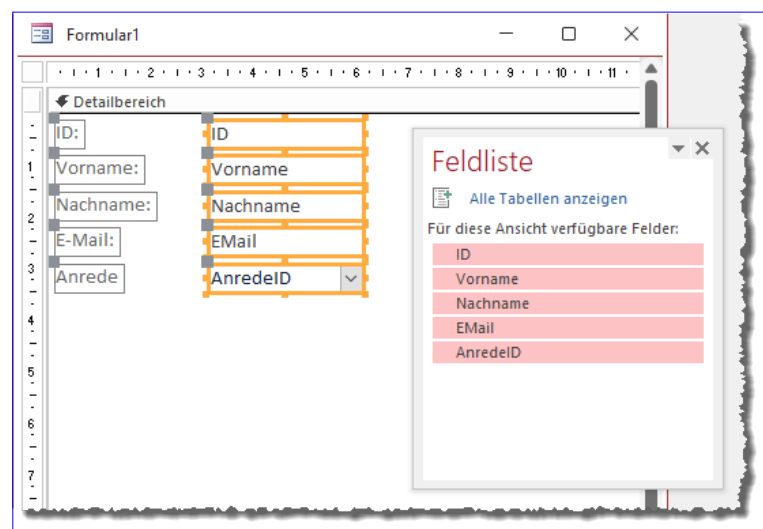 Formular1
1 2 3 4 5 6 7 8 9 10 11
Detailbereich
ID: ID
1 Vorname: Vorname
Nachname: Nachname
2
E-Mail: EMail
3 Anrede AnredeID
4
5
6
7
Feldliste
Alle Tabellen anzeigen
Für diese Ansicht verfügbare Felder:
ID
Vorname
Nachname
EMail
AnredeID